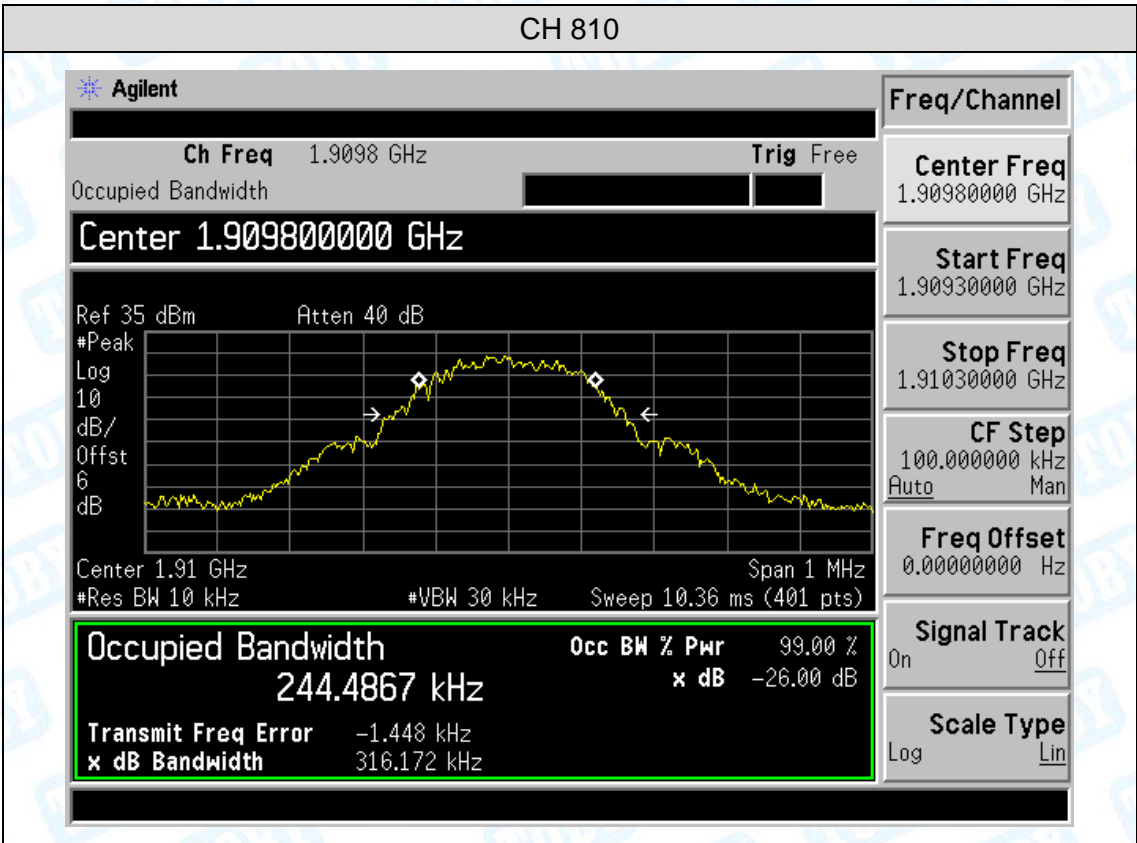 CH 810
Agilent
Freq/Channel
Ch Freq 1.9098 GHz Trig Free
Occupied Bandwidth
Center 1.909800000 GHz
Ref 35 dBm Atten 40 dB
#Peak
Log
10
dB/
Offst
6
dB
Center 1.91 GHz Span 1 MHz
#Res BW 10 kHz #VBW 30 kHz Sweep 10.36 ms (401 pts)
Occupied Bandwidth
244.4867 kHz
Occ BW % Pwr 99.00 %
x dB -26.00 dB
Transmit Freq Error -1.448 kHz
x dB Bandwidth 316.172 kHz
Center Freq
1.90980000 GHz
Start Freq
1.90930000 GHz
Stop Freq
1.91030000 GHz
CF Step
100.000000 kHz
Auto Man
Freq Offset
0.00000000 Hz
Signal Track
On Off
Scale Type
Log Lin